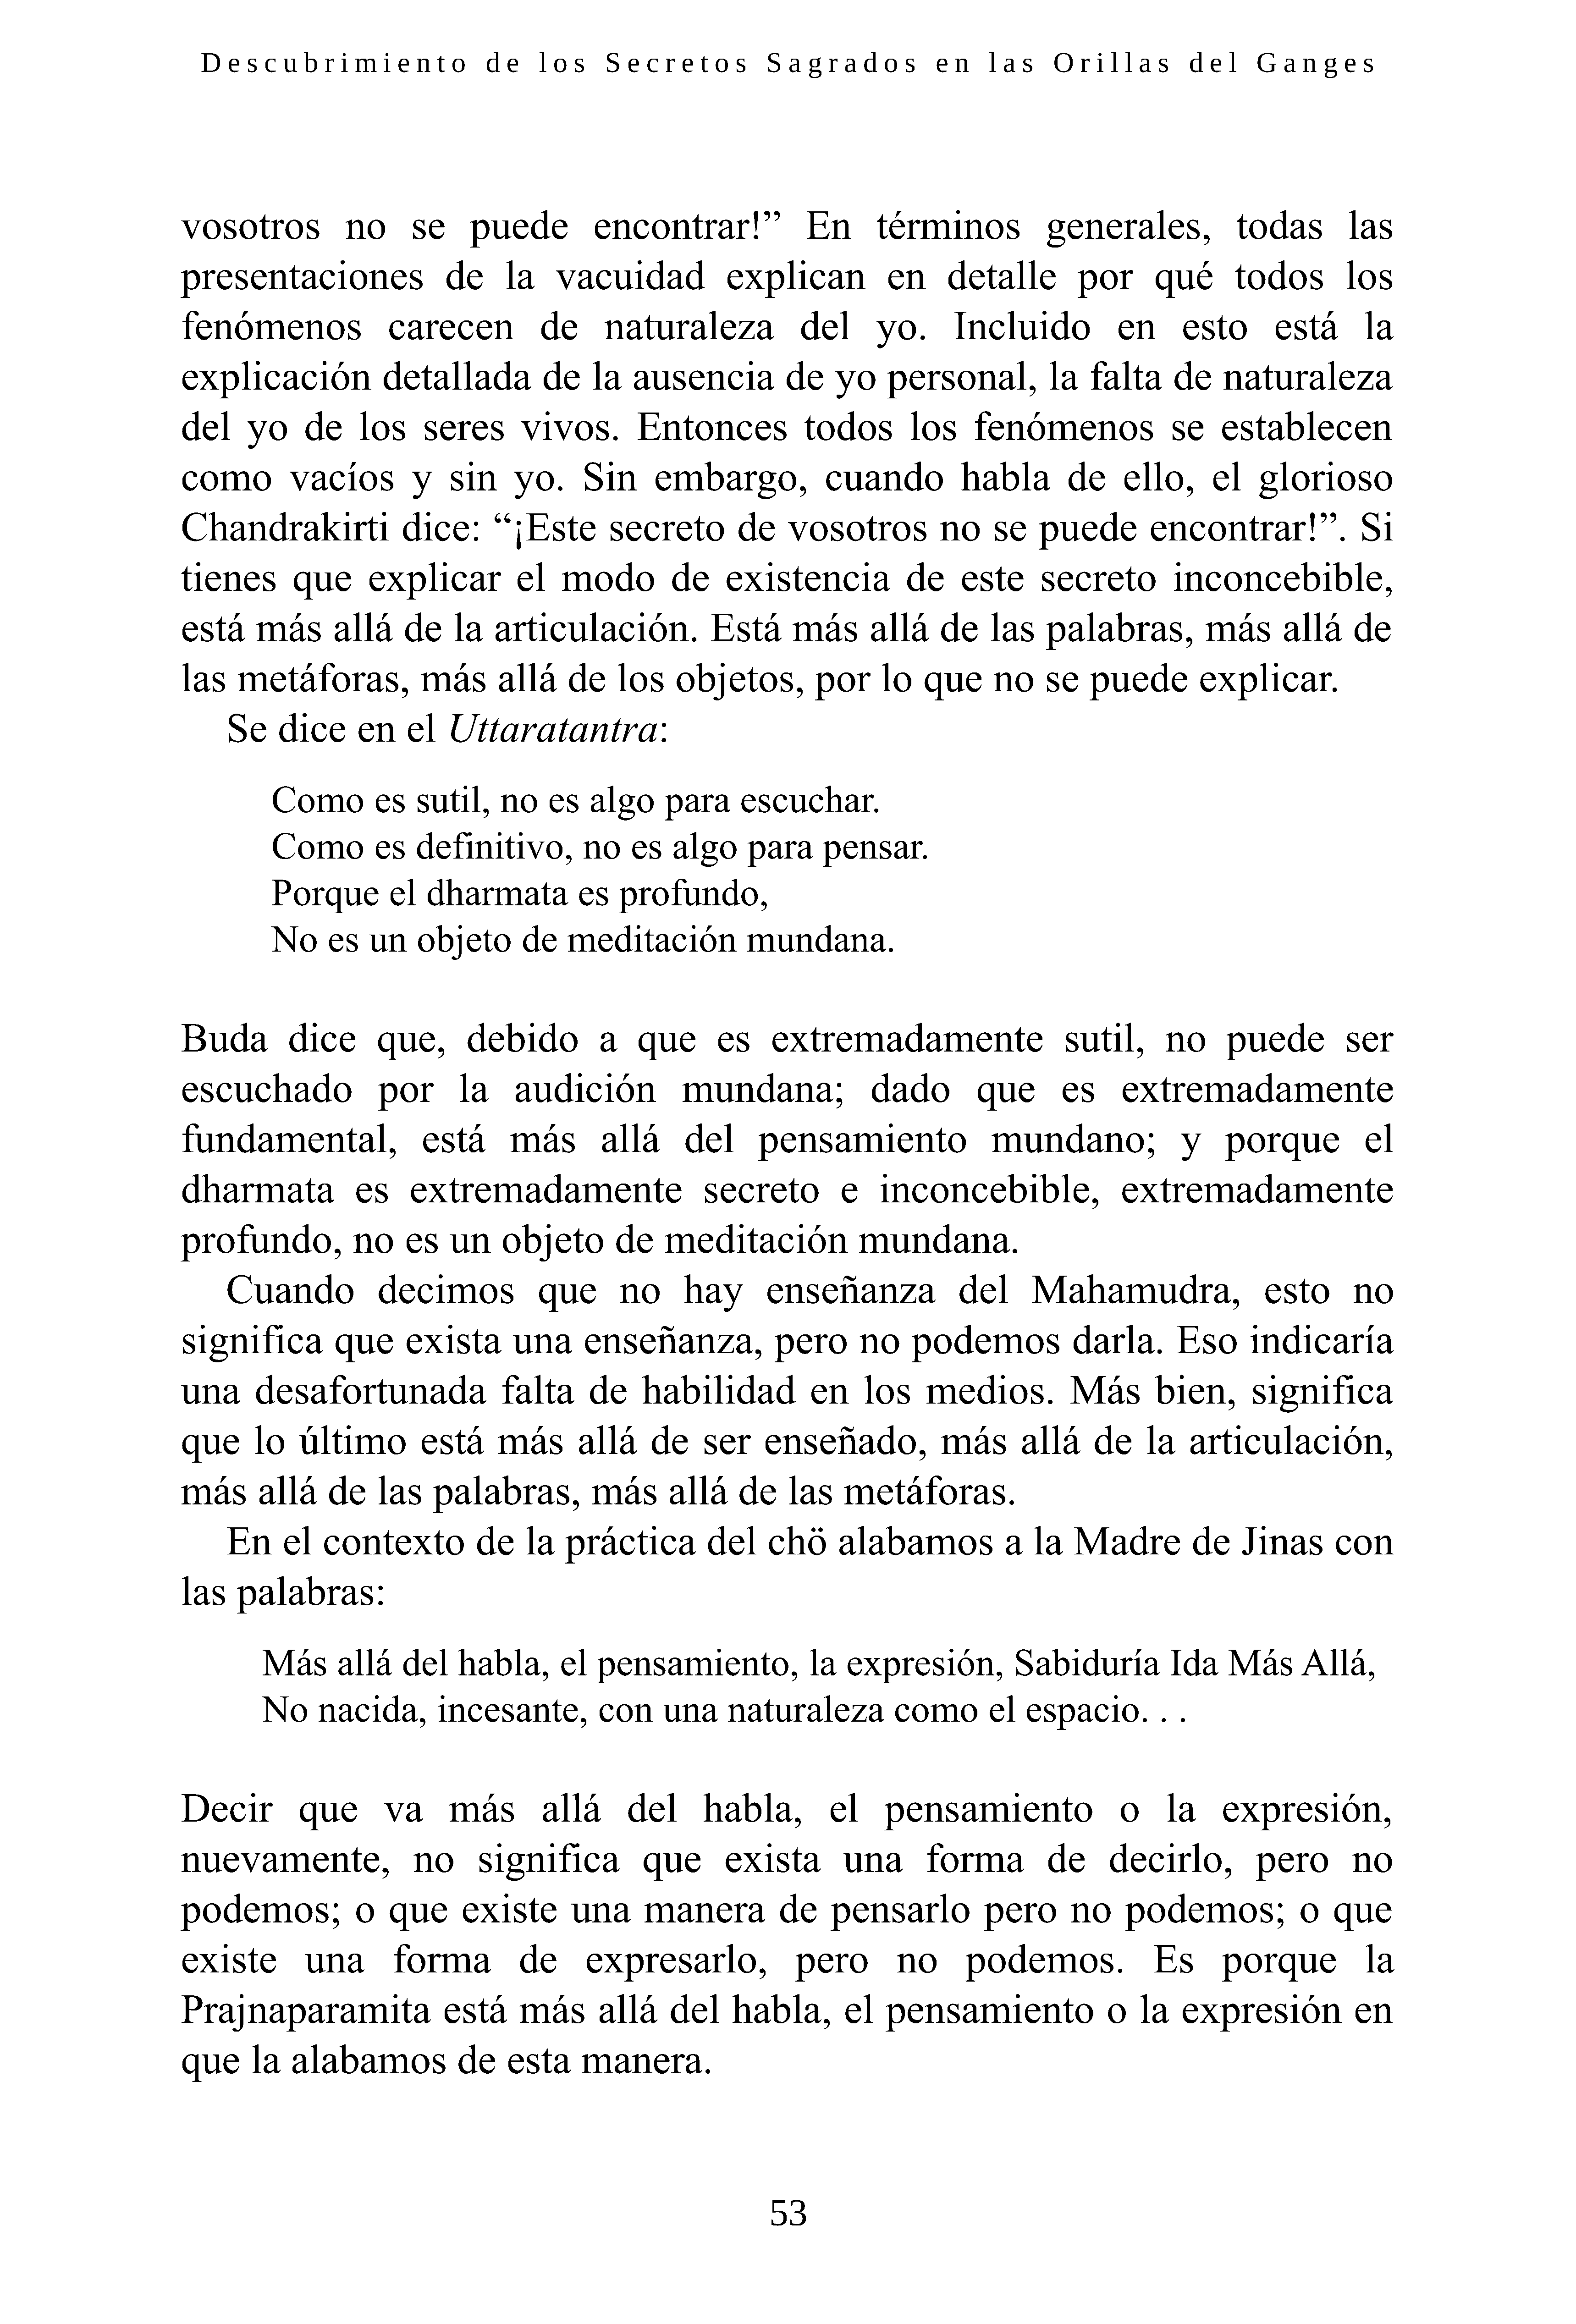 Descubrimiento de los Secretos Sagrados en las Orillas del Ganges
vosotros no se puede encontrar!” En términos generales, todas las
presentaciones de la vacuidad explican en detalle por qué todos los
fenómenos carecen de naturaleza del yo. Incluido en esto está la
explicación detallada de la ausencia de yo personal, la falta de naturaleza
del yo de los seres vivos. Entonces todos los fenómenos se establecen
como vacíos y sin yo. Sin embargo, cuando habla de ello, el glorioso
Chandrakirti dice: “¡Este secreto de vosotros no se puede encontrar!”. Si
tienes que explicar el modo de existencia de este secreto inconcebible,
está más allá de la articulación. Está más allá de las palabras, más allá de
las metáforas, más allá de los objetos, por lo que no se puede explicar.
Se dice en el Uttaratantra:
Como es sutil, no es algo para escuchar.
Como es definitivo, no es algo para pensar.
Porque el dharmata es profundo,
No es un objeto de meditación mundana.
Buda dice que, debido a que es extremadamente sutil, no puede ser
escuchado por la audición mundana; dado que es extremadamente
fundamental, está más allá del pensamiento mundano; y porque el
dharmata es extremadamente secreto e inconcebible, extremadamente
profundo, no es un objeto de meditación mundana.
Cuando decimos que no hay enseñanza del Mahamudra, esto no
significa que exista una enseñanza, pero no podemos darla. Eso indicaría
una desafortunada falta de habilidad en los medios. Más bien, significa
que lo último está más allá de ser enseñado, más allá de la articulación,
más allá de las palabras, más allá de las metáforas.
En el contexto de la práctica del chö alabamos a la Madre de Jinas con
las palabras:
Más allá del habla, el pensamiento, la expresión, Sabiduría Ida Más Allá,
No nacida, incesante, con una naturaleza como el espacio. . .
Decir que va más allá del habla, el pensamiento o la expresión,
nuevamente, no significa que exista una forma de decirlo, pero no
podemos; o que existe una manera de pensarlo pero no podemos; o que
existe una forma de expresarlo, pero no podemos. Es porque la
Prajnaparamita está más allá del habla, el pensamiento o la expresión en
que la alabamos de esta manera.
53